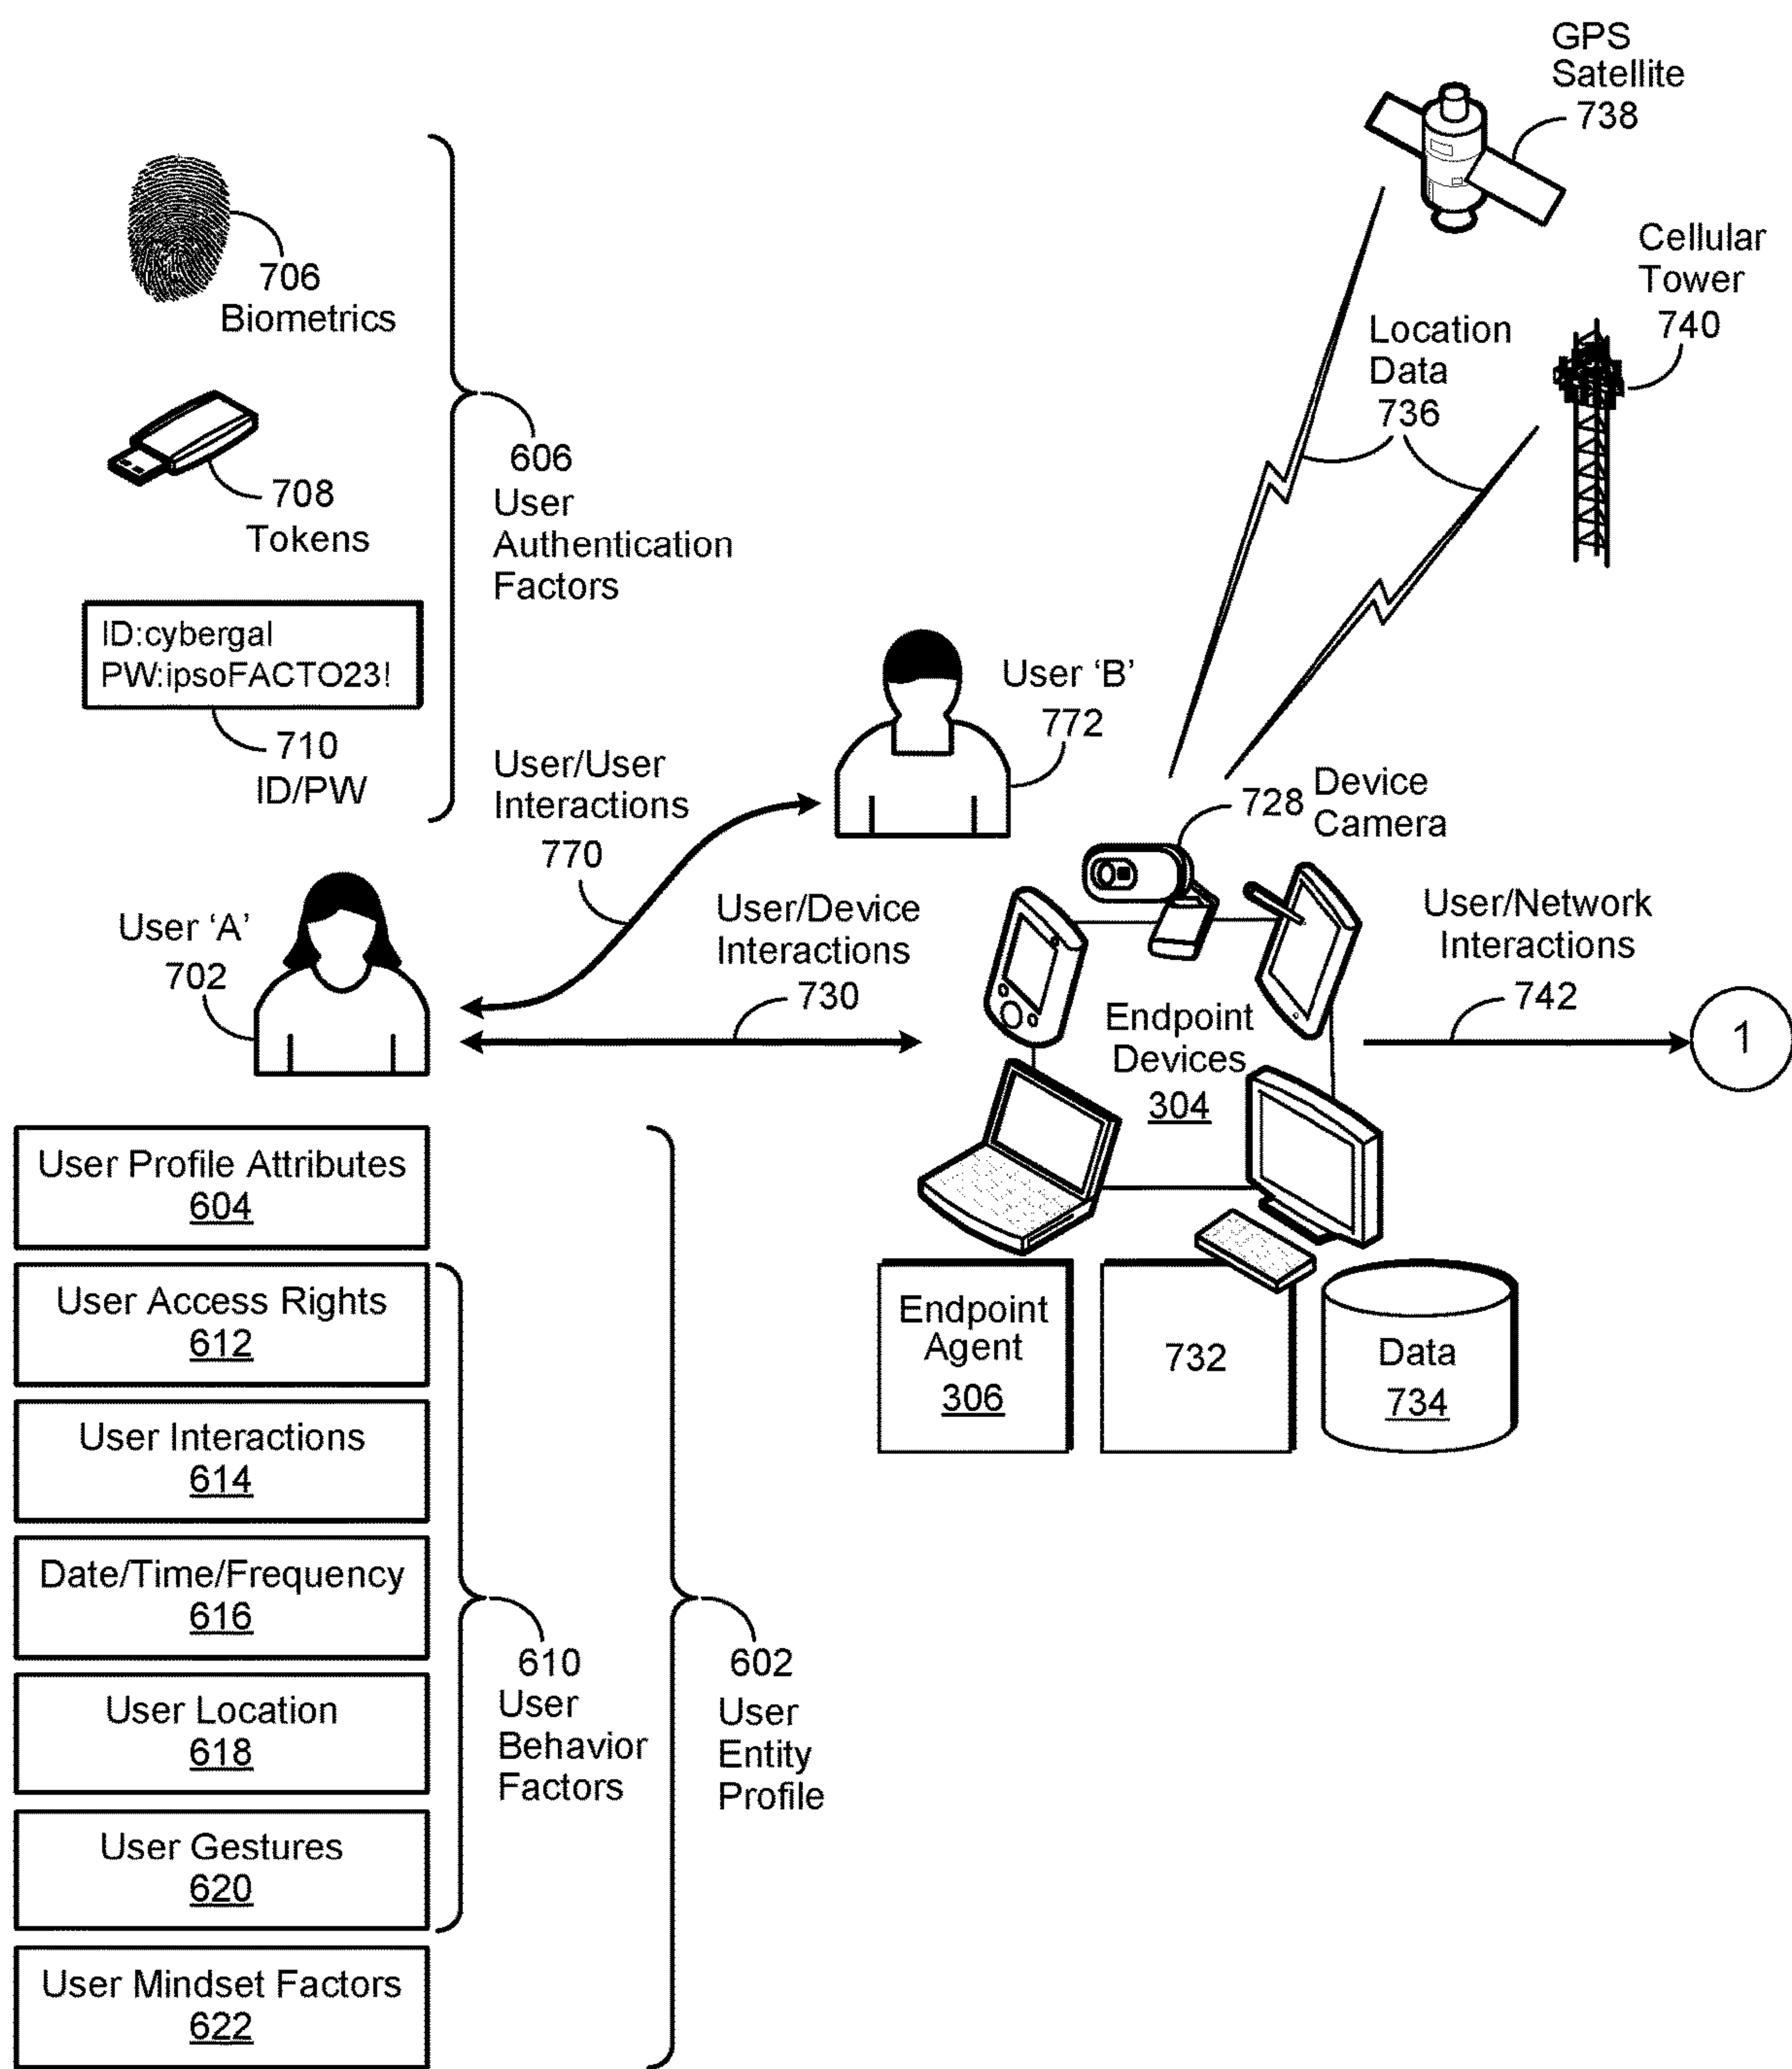 GPS
Satellite
738
Cellular
Tower
740
Location
Data
736
706
Biometrics
708
Tokens
ID:cybergal
PW:ipsoFACTO23!
710
ID/PW
606
User
Authentication
Factors
User 'B'
772
User/User
Interactions
770
728
Device
Camera
User 'A'
702
User/Device
Interactions
730
User/Network
Interactions
742
1
Endpoint
Devices
304
Endpoint
Agent
306
732
Data
734
User Profile Attributes
604
User Access Rights
612
User Interactions
614
Date/Time/Frequency
616
User Location
618
User Gestures
620
User Mindset Factors
622
610
User
Behavior
Factors
602
User
Entity
Profile